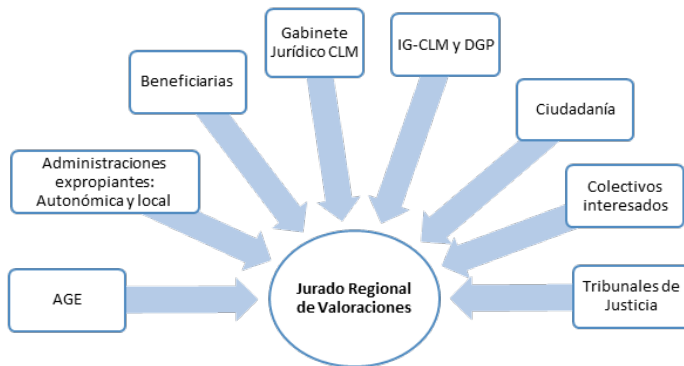 Gabinete
Jurídico CLM
IG-CLM y DGP
Beneficiarias
Ciudadanía
Administraciones
expropiantes:
Autonómica y local
Colectivos
interesados
AGE
Jurado Regional
de Valoraciones
Tribunales de
Justicia